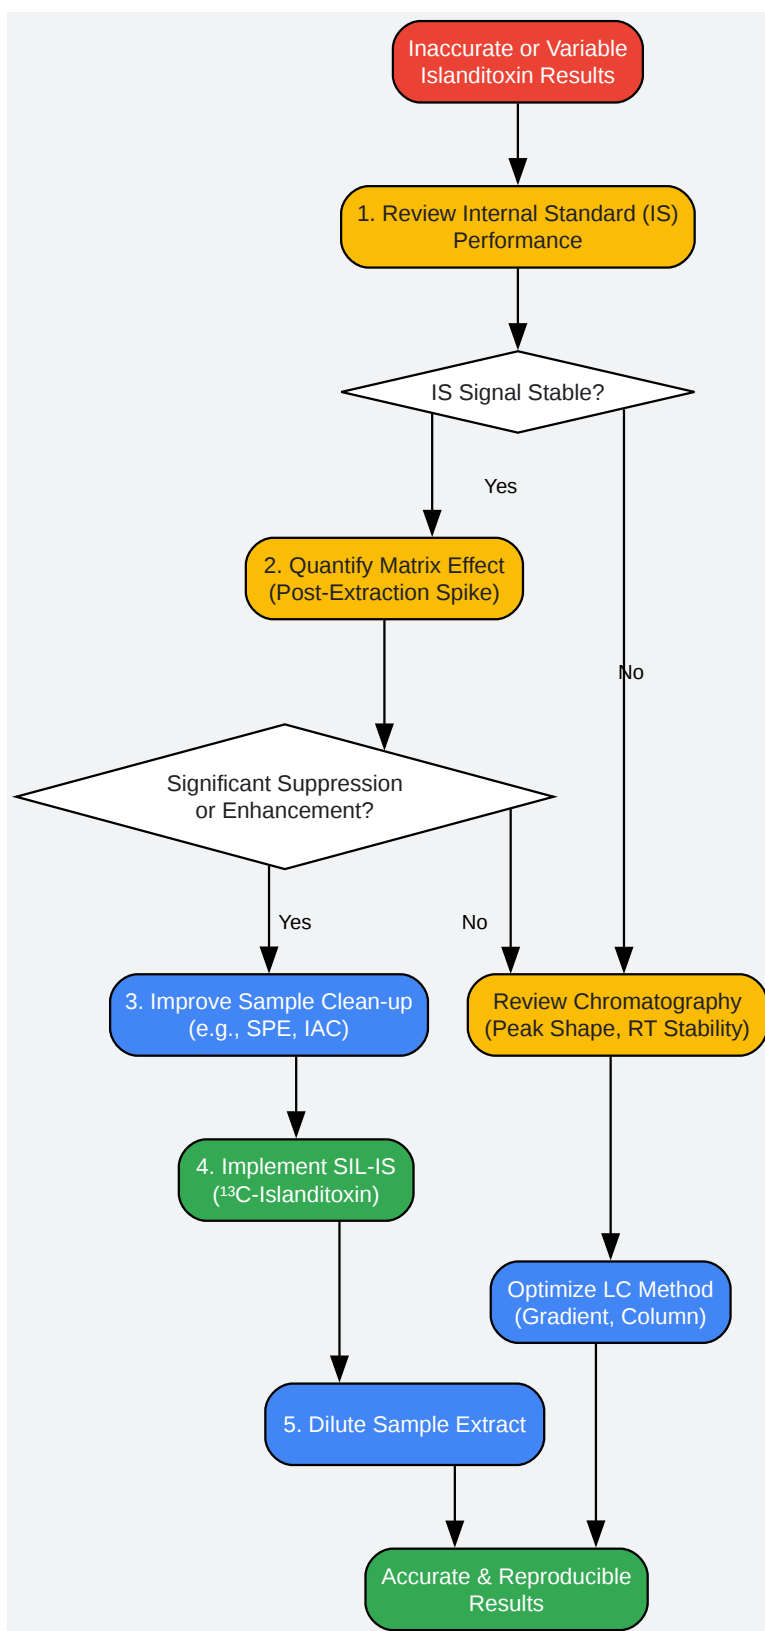 Inaccurate or Variable
Islanditoxin Results
1. Review Internal Standard (IS)
Performance
IS Signal Stable?
Yes
2. Quantify Matrix Effect
(Post-Extraction Spike)
No
Significant Suppression
or Enhancement?
Yes
No
3. Improve Sample Clean-up
(e.g., SPE, IAC)
Review Chromatography
(Peak Shape, RT Stability)
4. Implement SIL-IS
(¹³C-Islanditoxin)
Optimize LC Method
(Gradient, Column)
5. Dilute Sample Extract
Accurate & Reproducible
Results